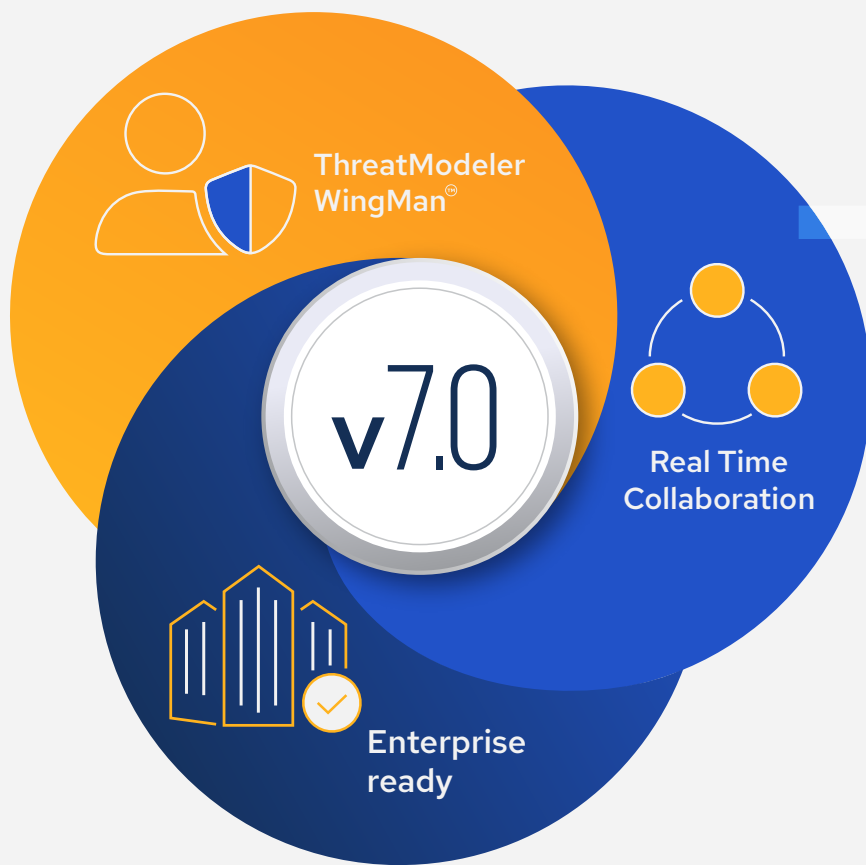 ThreatModeler
WingMan™
v7.0
Real Time
Collaboration
Enterprise
ready